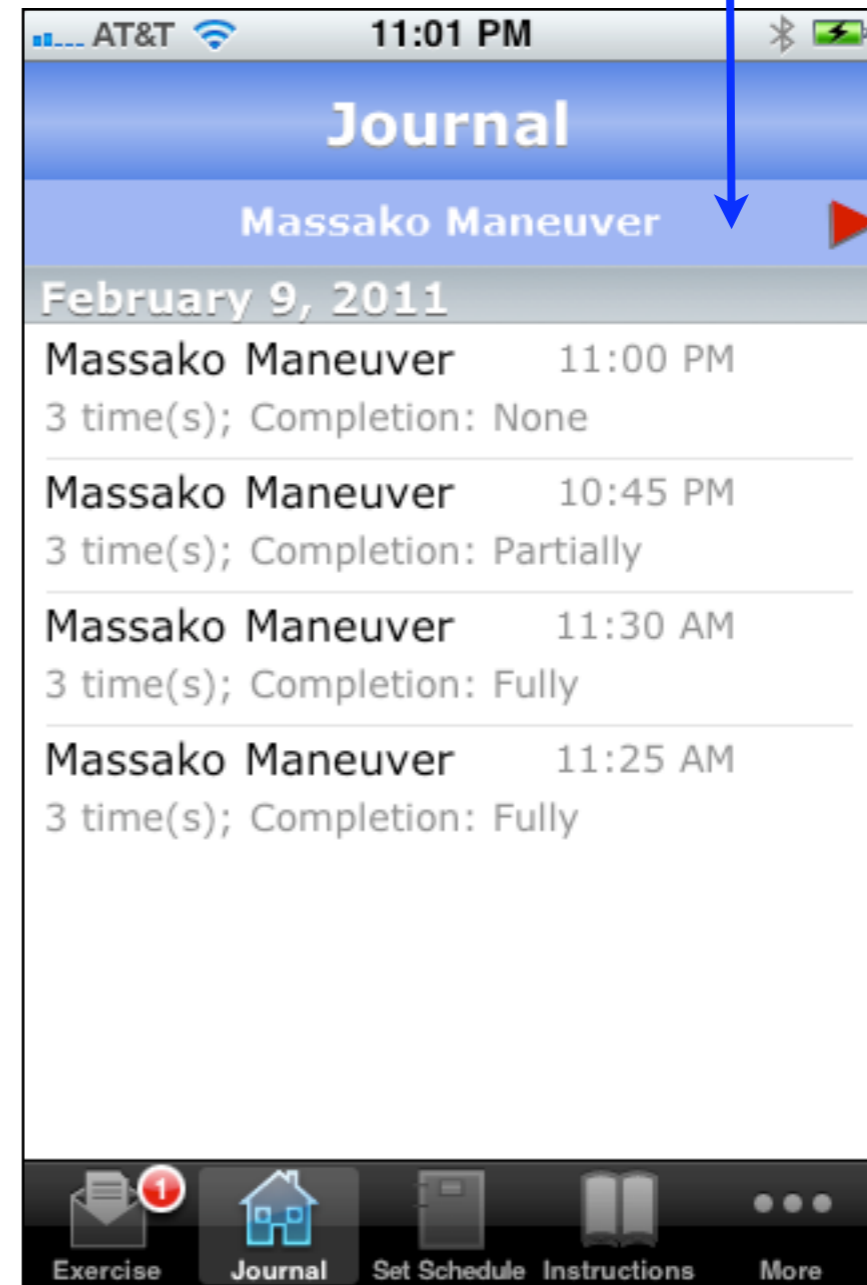 AT&T 11:01 PM
Journal
Massako Maneuver
February 9, 2011
Massako Maneuver 11:00 PM
3 time(s); Completion: None
Massako Maneuver 10:45 PM
3 time(s); Completion: Partially
Massako Maneuver 11:30 AM
3 time(s); Completion: Fully
Massako Maneuver 11:25 AM
3 time(s); Completion: Fully
1
Exercise Journal Set Schedule Instructions More